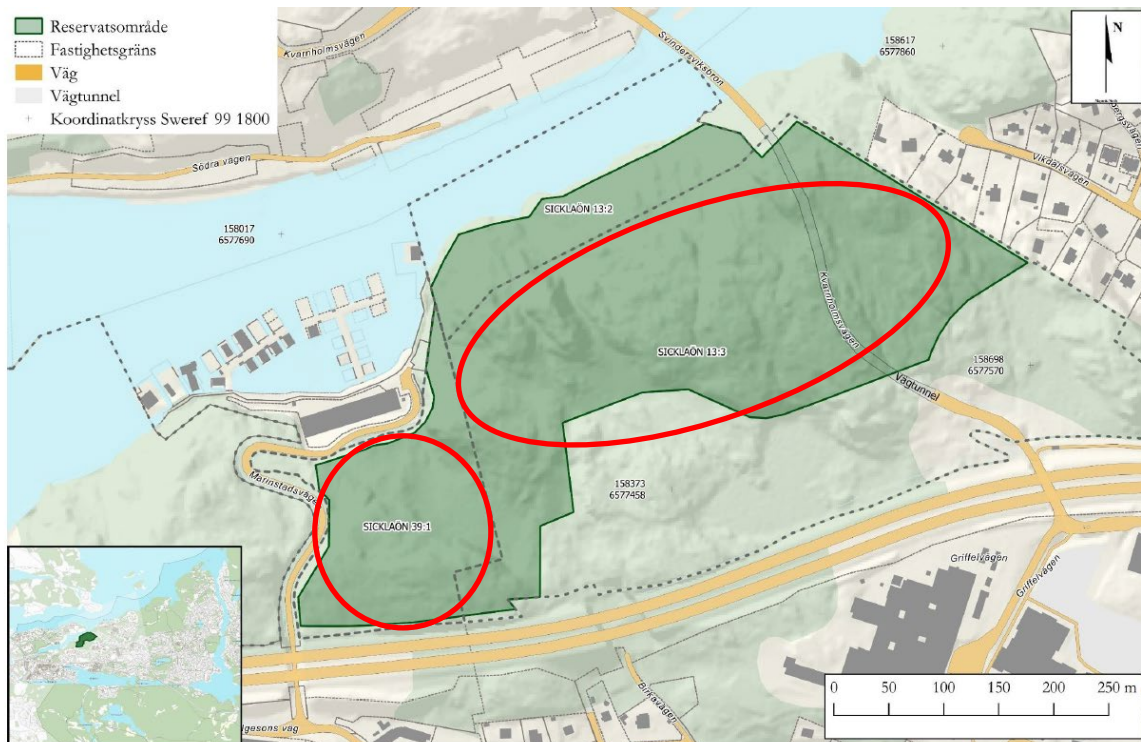 Reservatsområde
Fastighetsgräns
Väg
Vägtunnel
Koordinatkryss Sweref 99 1800
Kvarnholmsvägen
Svindersviksbron
158617
6577860
N
Södra vägen
Vikdalsvägen
SICKLAÖN 13:2
158017
6577690
Kvarnholmsvägen
SICKLAÖN 13:3
158698
6577570
Vägtunnel
Marinstadsvägen
158373
6577458
SICKLAÖN 39:1
Griffelvägen
Griffelvägen
Birkavägen
0 50 100 150 200 250 m